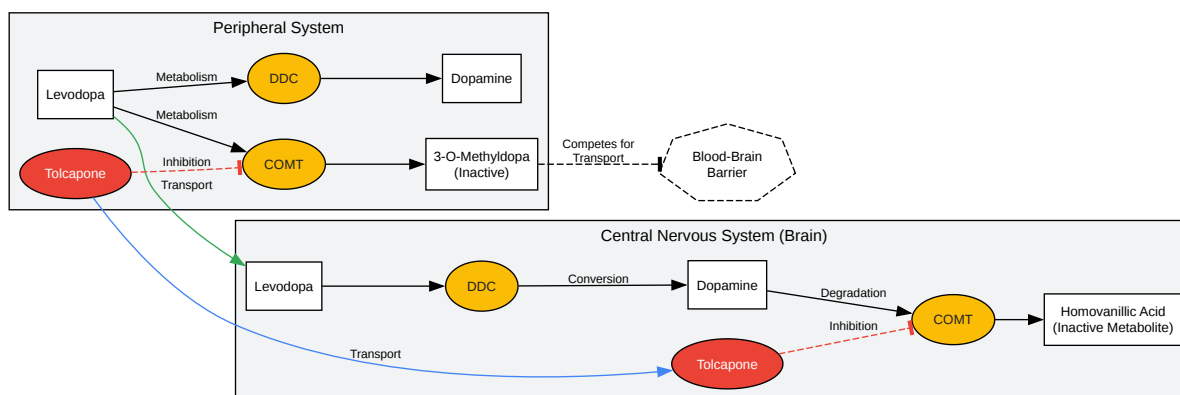 Peripheral System
Levodopa
Metabolism
DDC
Dopamine
Metabolism
Tolcapone
Inhibition
Transport
COMT
3-O-Methyldopa
(Inactive)
Competes for
Transport
Blood-Brain
Barrier
Central Nervous System (Brain)
Levodopa
DDC
Conversion
Dopamine
Degradation
Inhibition
COMT
Homovanillic Acid
(Inactive Metabolite)
Transport
Tolcapone